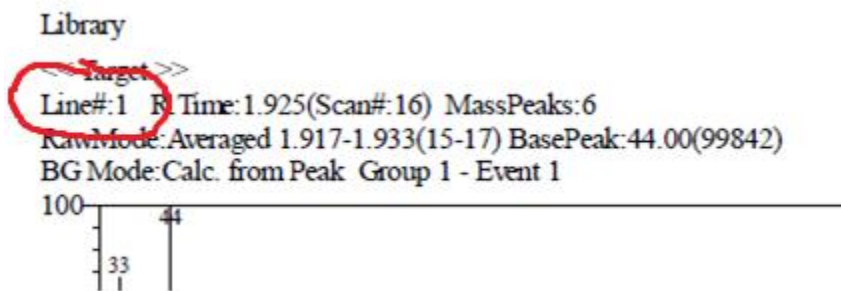 Library
<< Target >>
Line#:1 R.Time:1.925(Scan#:16) MassPeaks:6
RawMode:Averaged 1.917-1.933(15-17) BasePeak:44.00(99842)
BG Mode:Calc. from Peak Group 1 - Event 1
100
44
33